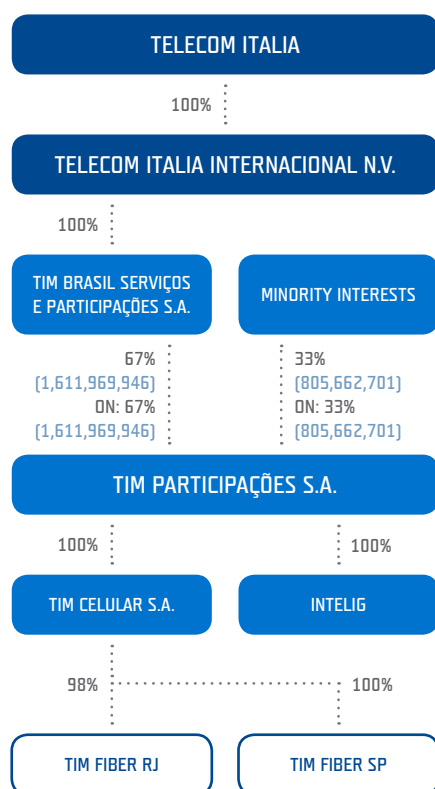 TELECOM ITALIA
100%
TELECOM ITALIA INTERNACIONAL N.V.
100%
TIM BRASIL SERVIÇOS
E PARTICIPAÇÕES S.A.
MINORITY INTERESTS
67%
(1,611,969,946)
ON: 67%
(1,611,969,946)
33%
(805,662,701)
ON: 33%
(805,662,701)
TIM PARTICIPAÇÕES S.A.
100%
100%
TIM CELULAR S.A.
INTELIG
98%
100%
TIM FIBER RJ
TIM FIBER SP